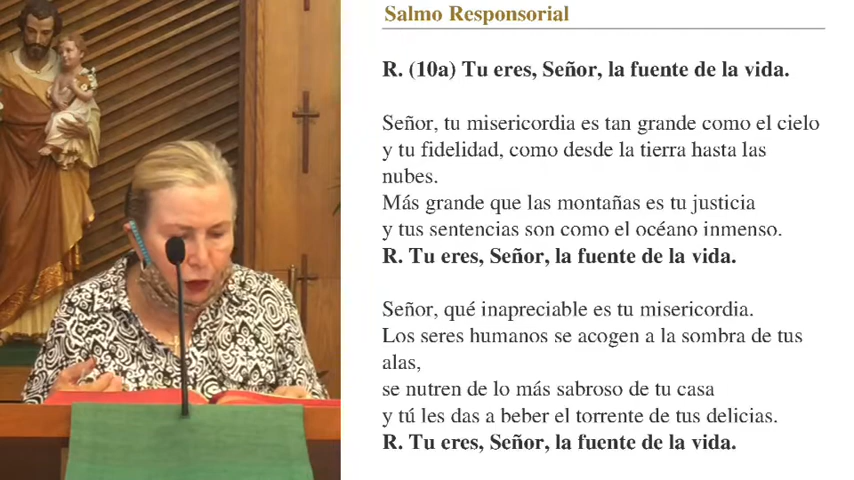 Salmo Responsorial
R. (10a) Tu eres, Señor, la fuente de la vida.
Señor, tu misericordia es tan grande como el cielo
y tu fidelidad, como desde la tierra hasta las
nubes.
Más grande que las montañas es tu justicia
y tus sentencias son como el océano inmenso.
R. Tu eres, Señor, la fuente de la vida.
Señor, qué inapreciable es tu misericordia.
Los seres humanos se acogen a la sombra de tus
alas,
se nutren de lo más sabroso de tu casa
y tú les das a beber el torrente de tus delicias.
R. Tu eres, Señor, la fuente de la vida.